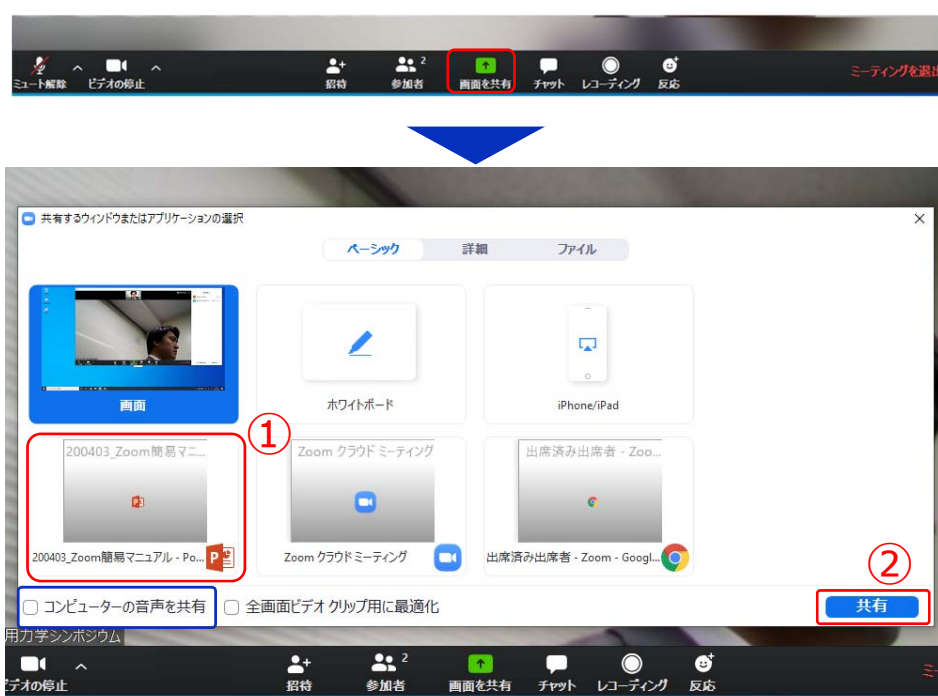 ミュート解除
ビデオの停止
招待
2
参加者
画面を共有
チャット
レコーディング
反応
ミーティングを退出
共有するウィンドウまたはアプリケーションの選択
ベーシック
詳細
ファイル
画面
ホワイトボード
iPhone/iPad
①
200403_Zoom簡易マニ...
Zoom クラウド ミーティング
出席済み出席者 - Zoo...
200403_Zoom簡易マニュアル - Po...
Zoom クラウド ミーティング
出席済み出席者 - Zoom - Googl...
②
コンピューターの音声を共有
全画面ビデオ クリップ用に最適化
共有
用力学シンポジウム
デオの停止
招待
2
参加者
画面を共有
チャット
レコーディング
反応
ミー